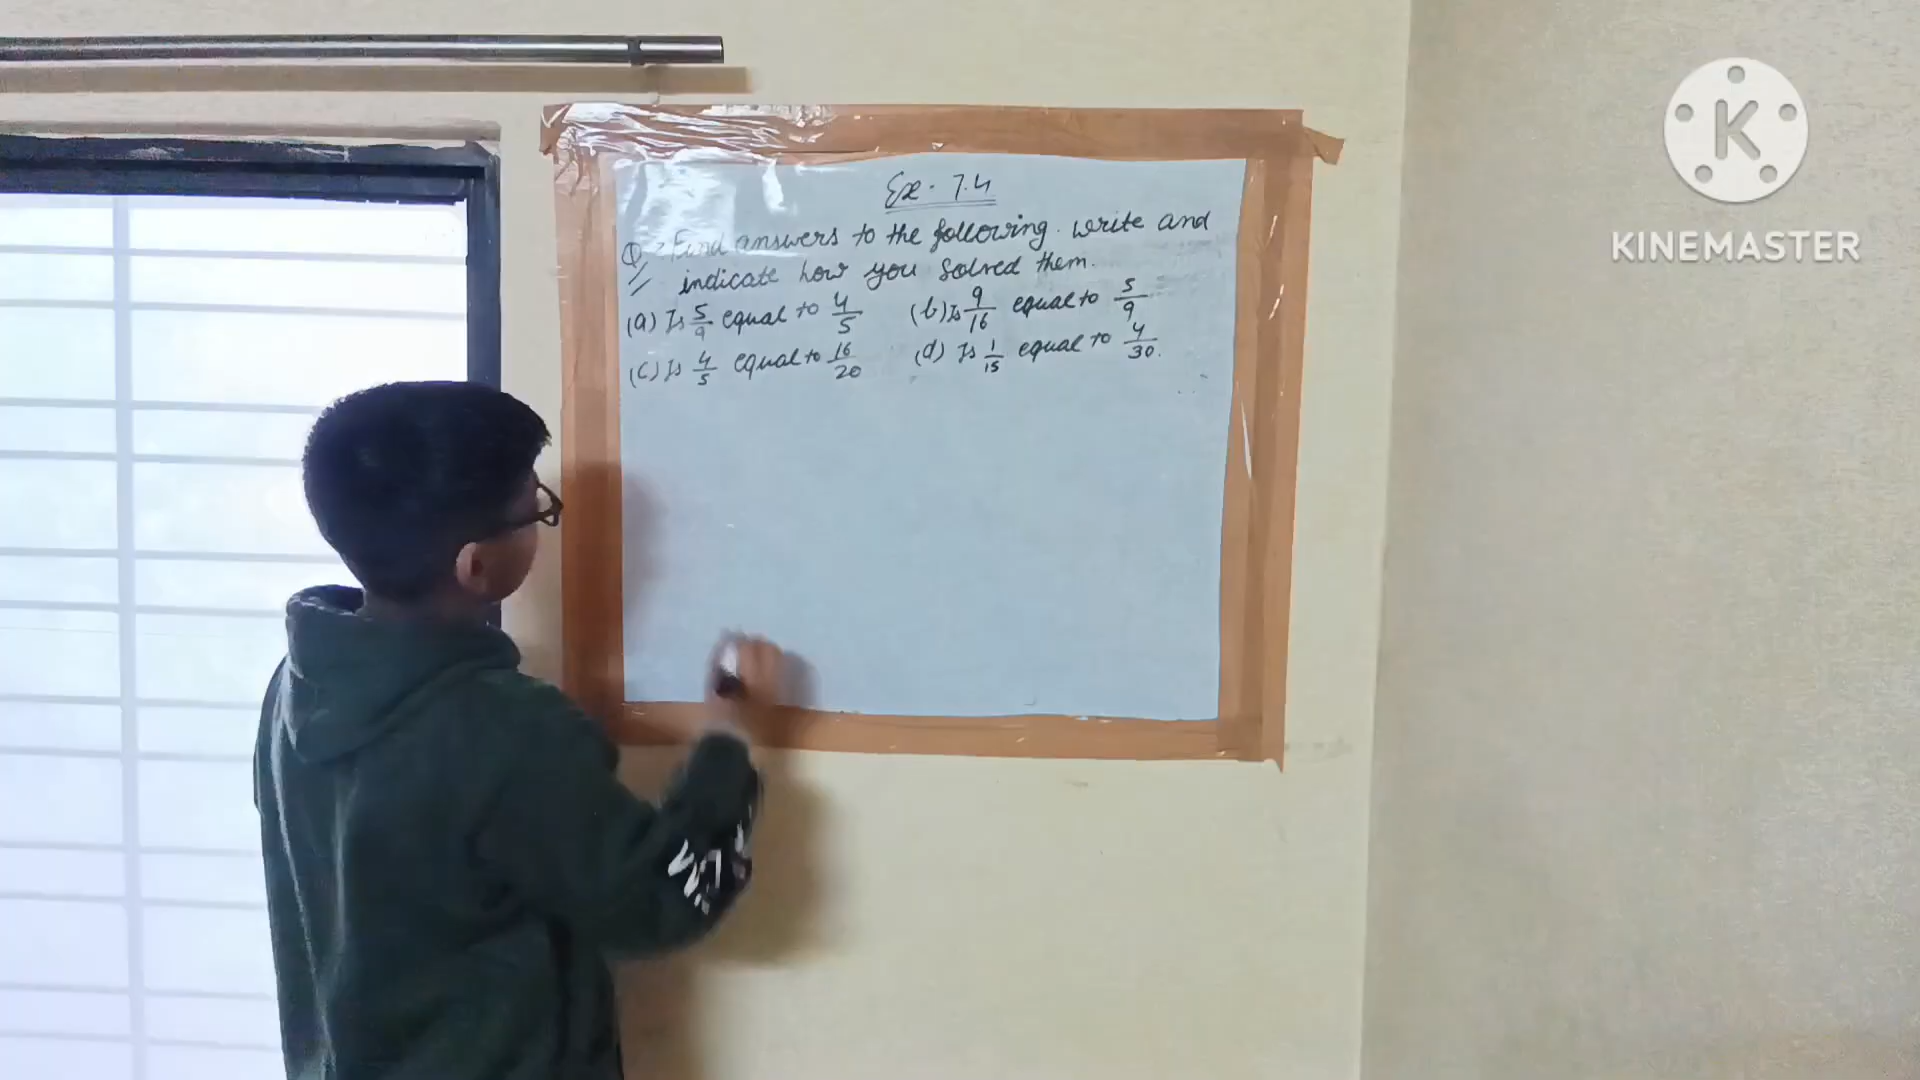 Ex. 7.4
Q. Find answers to the following. Write and
indicate how you solved them.
(a) Is 5/9 equal to 4/5 (b) Is 9/16 equal to 5/9
(c) Is 4/5 equal to 16/20 (d) Is 1/15 equal to 4/30.
K
KINEMASTER